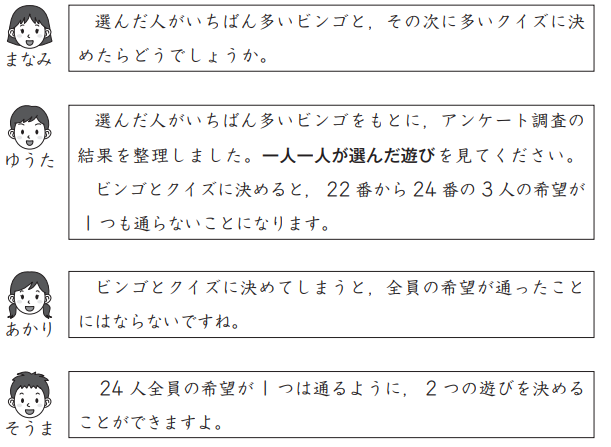 選んだ人がいちばん多いビンゴと，その次に多いクイズに決
めたらどうでしょうか。
まなみ
選んだ人がいちばん多いビンゴをもとに，アンケート調査の
結果を整理しました。一人一人が選んだ遊びを見てください。
ビンゴとクイズに決めると，22番から24番の3人の希望が
1つも通らないことになります。
ゆうた
ビンゴとクイズに決めてしまうと，全員の希望が通ったこと
にはならないですね。
あかり
24人全員の希望が1つは通るように，2つの遊びを決める
ことができますよ。
そうま